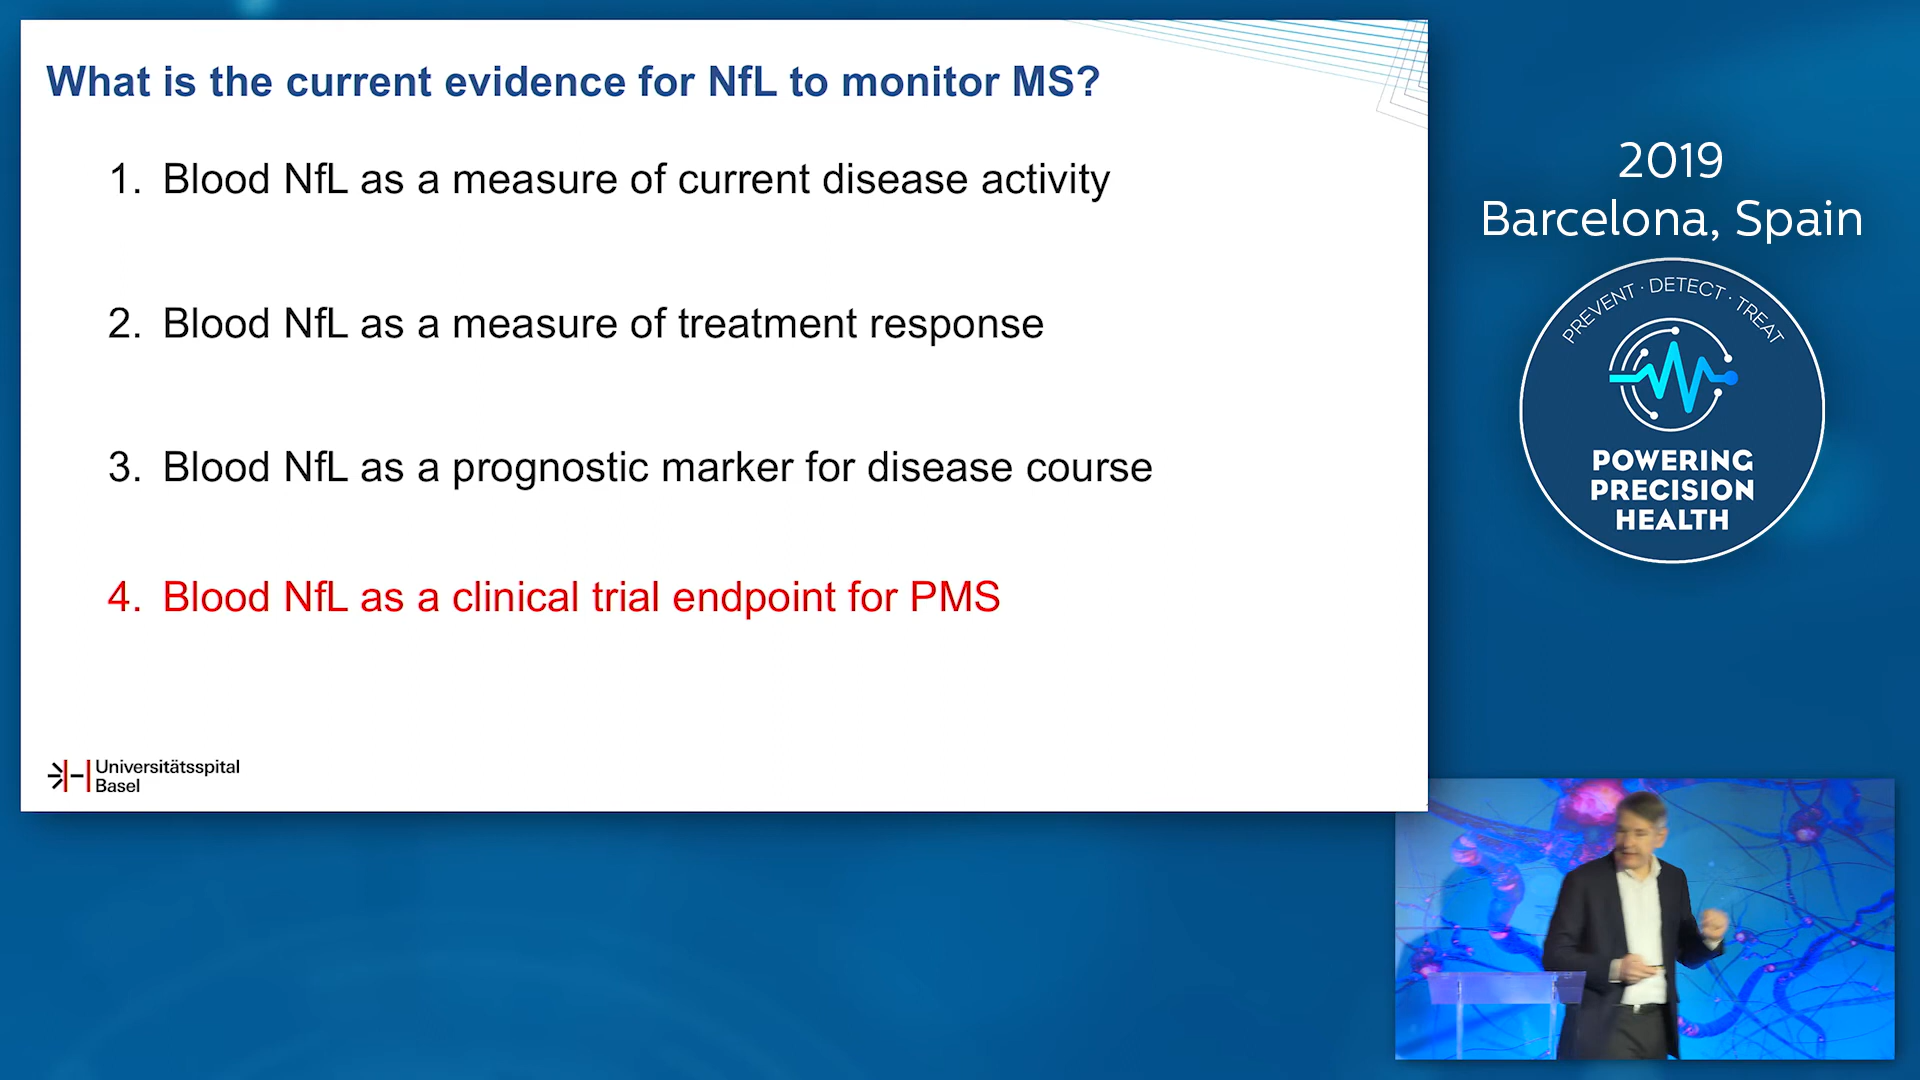 What is the current evidence for NfL to monitor MS?
1. Blood NfL as a measure of current disease activity
2. Blood NfL as a measure of treatment response
3. Blood NfL as a prognostic marker for disease course
4. Blood NfL as a clinical trial endpoint for PMS
Universitätsspital
Basel
2019
Barcelona, Spain
PREVENT · DETECT · TREAT
POWERING
PRECISION
HEALTH